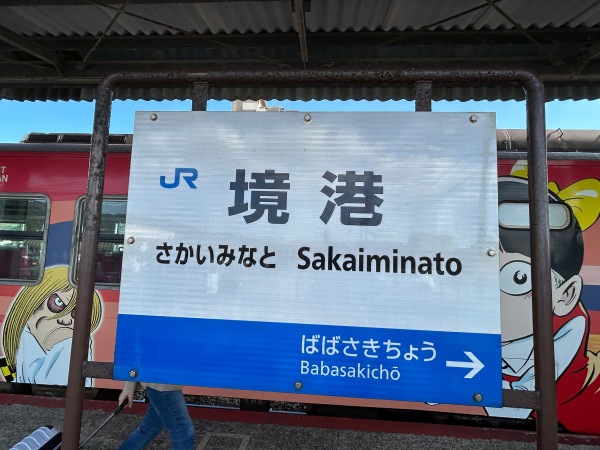 JR
境港
さかいみなと Sakaiminato
ばばさきちょう
Babasakichō
→